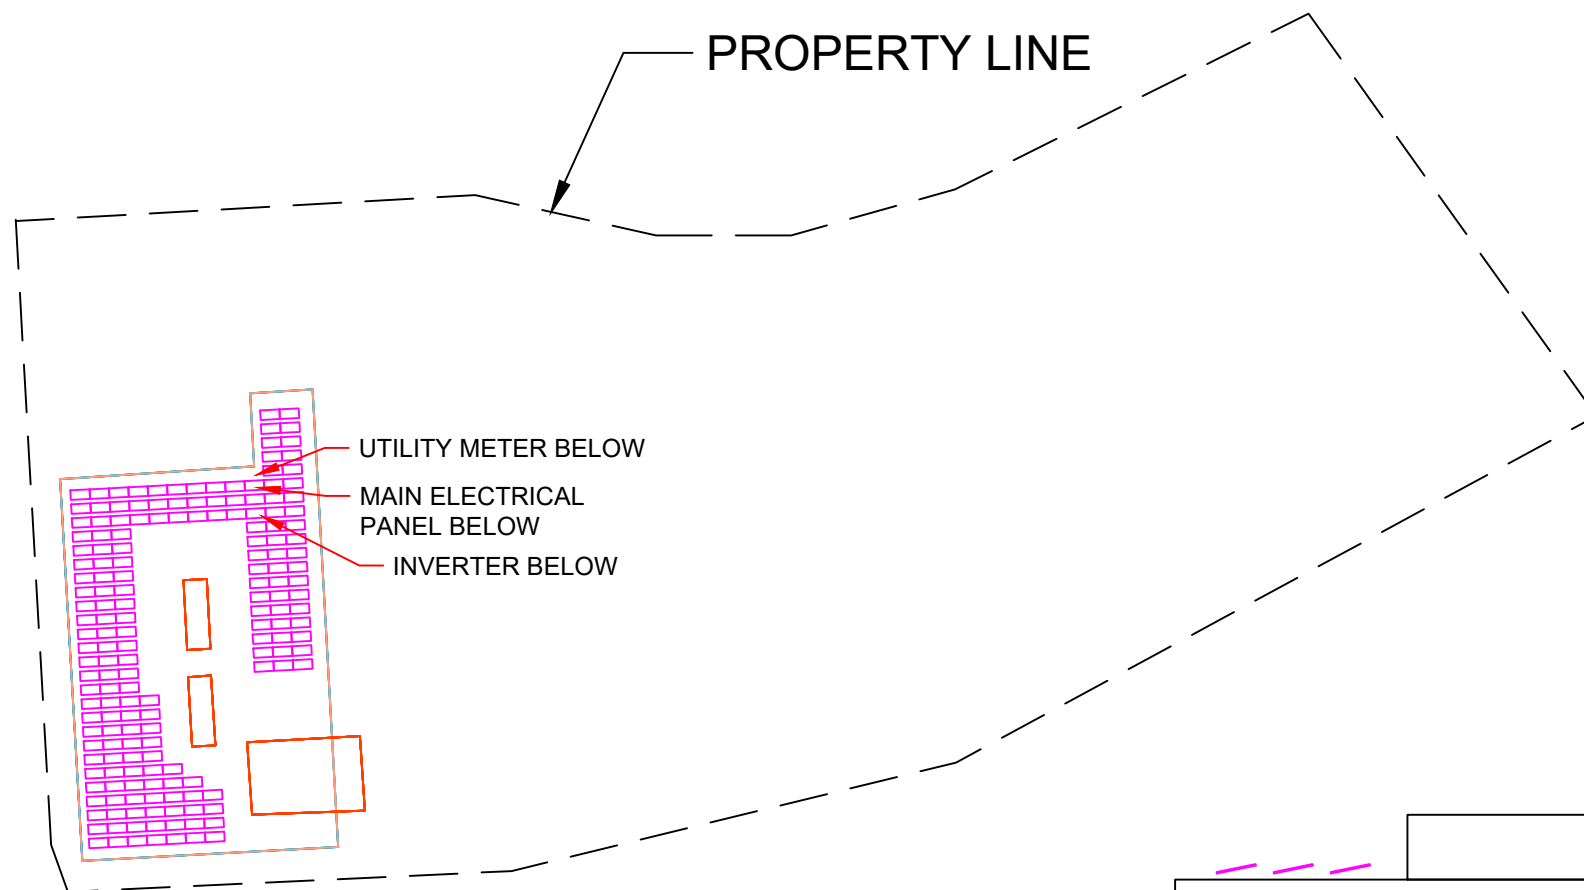 PROPERTY LINE
UTILITY METER BELOW
MAIN ELECTRICAL
PANEL BELOW
INVERTER BELOW